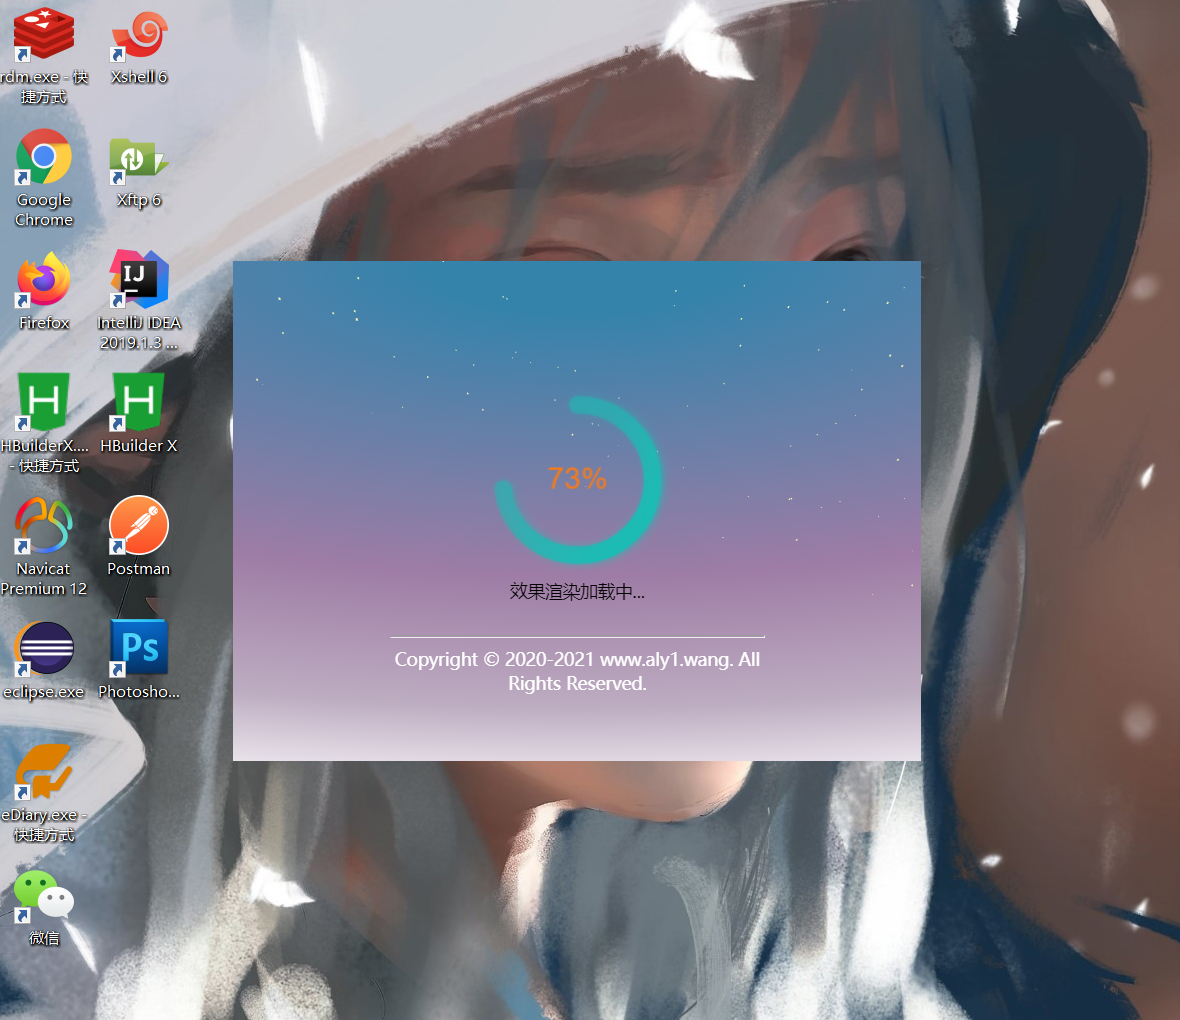 rdm.exe - 快
捷方式
Xshell 6
Google
Chrome
Xftp 6
Firefox
IJ
IntelliJ IDEA
2019.1.3 ...
H
HBuilderX....
- 快捷方式
H
HBuilder X
Navicat
Premium 12
Postman
eclipse.exe
Ps
Photosho...
eDiary.exe -
快捷方式
微信
73%
效果渲染加载中...
Copyright © 2020-2021 www.aly1.wang. All
Rights Reserved.